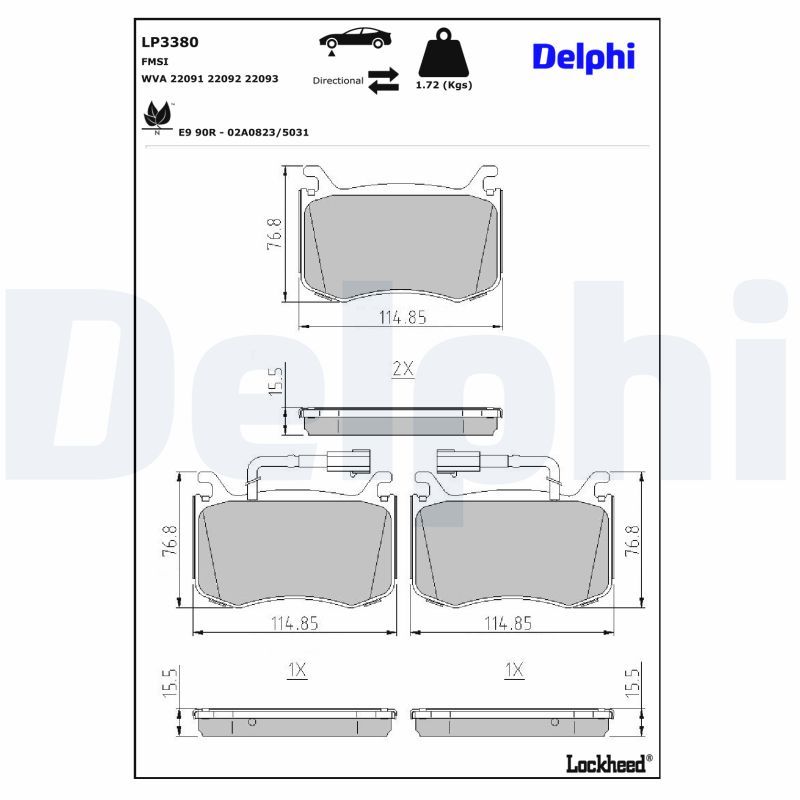 LP3380
FMSI
WVA 22091 22092 22093
Directional
1.72 (Kgs)
Delphi
N
E9 90R - 02A0823/5031
76.8
114.85
15.5
2X
76.8
114.85
114.85
76.8
15.5
1X
1X
15.5
Delphi
Lockheed®